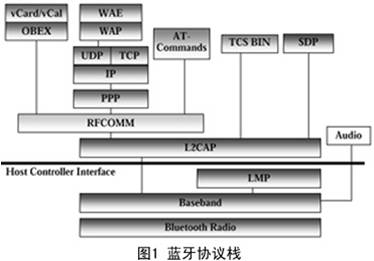 vCard/vCal
OBEX
WAE
WAP
UDP TCP
IP
PPP
AT-
Commands
TCS BIN
SDP
RFCOMM
Audio
L2CAP
Host Controller Interface
LMP
Baseband
Bluetooth Radio
图1 蓝牙协议栈